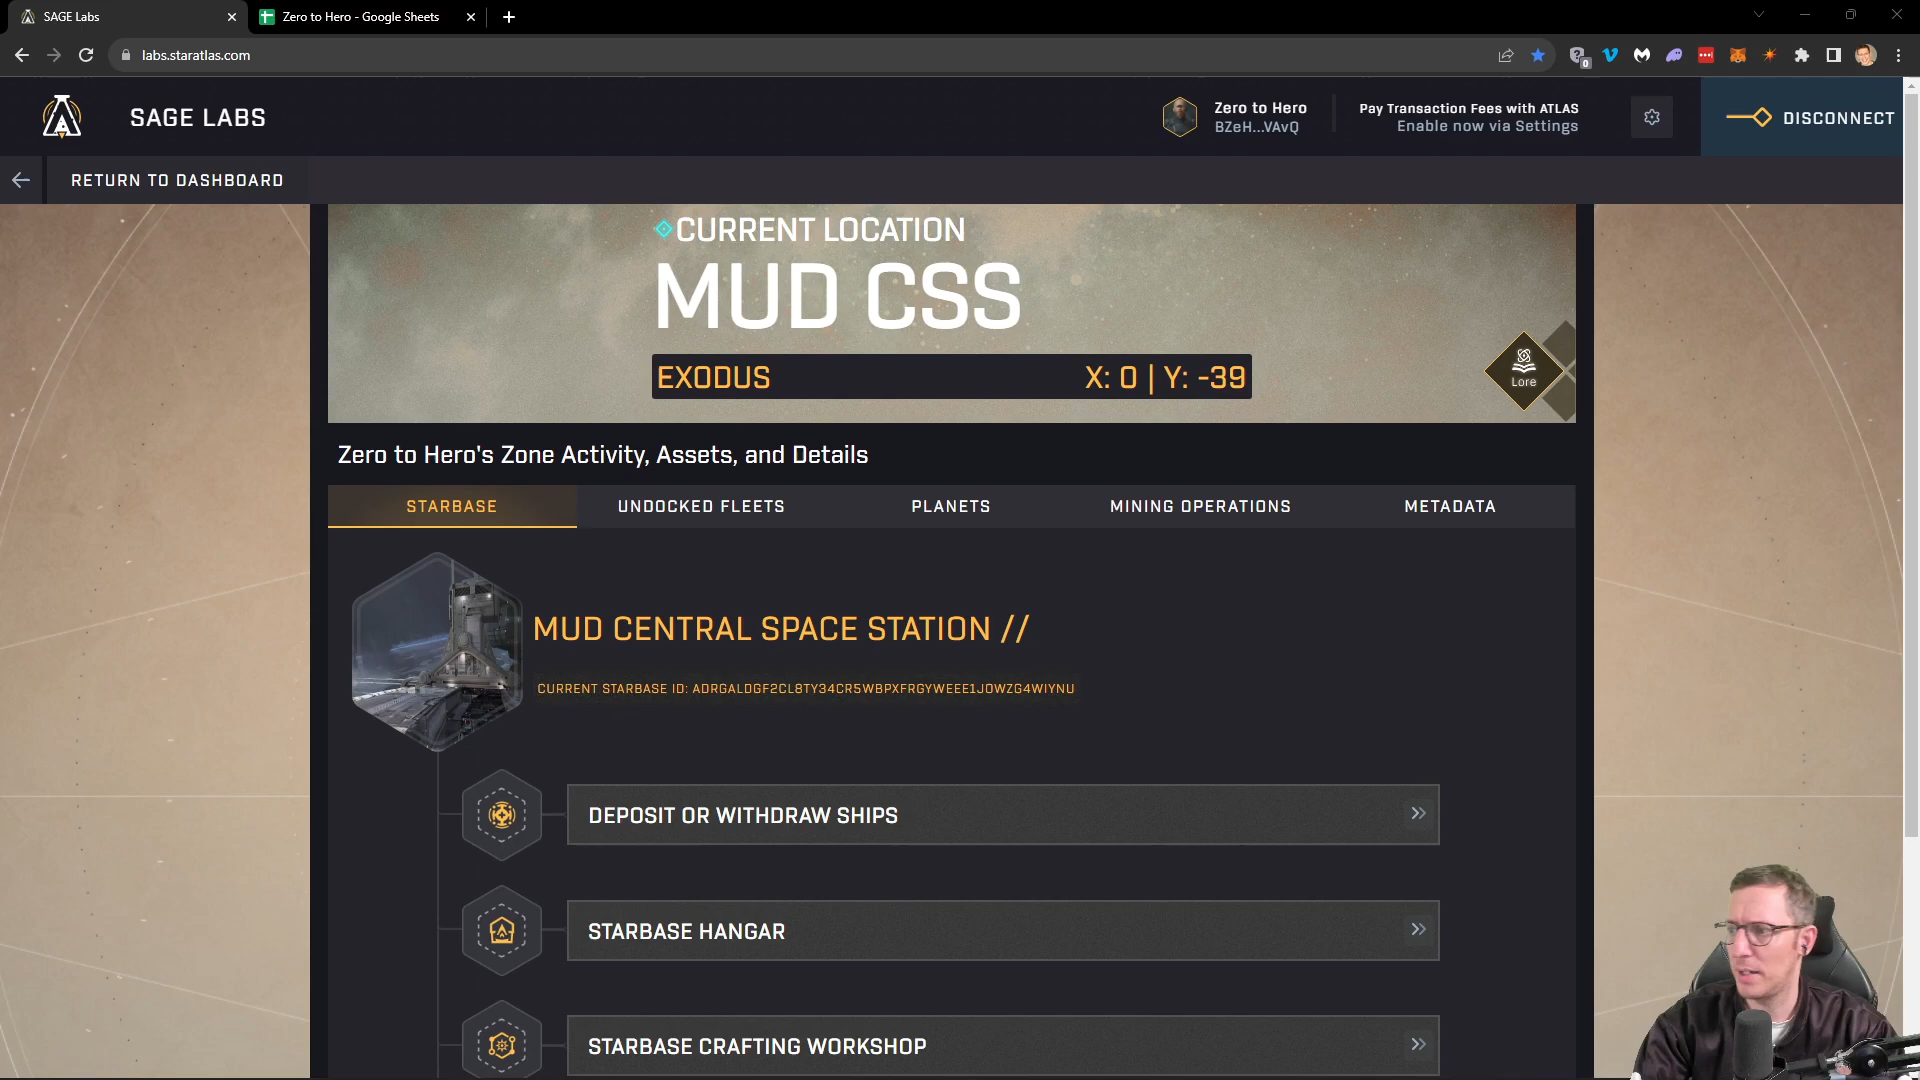 SAGE Labs
Zero to Hero - Google Sheets
labs.staratlas.com
0
SAGE LABS
Zero to Hero
BZeH...VAvQ
Pay Transaction Fees with ATLAS
Enable now via Settings
DISCONNECT
RETURN TO DASHBOARD
CURRENT LOCATION
MUD CSS
EXODUS X: 0 | Y: -39
Lore
Zero to Hero's Zone Activity, Assets, and Details
STARBASE UNDOCKED FLEETS PLANETS MINING OPERATIONS METADATA
MUD CENTRAL SPACE STATION //
CURRENT STARBASE ID: ADRGALDGF2CL8TY34CR5WBPXFRGYWEEE1JOWZG4WIYNU
DEPOSIT OR WITHDRAW SHIPS
STARBASE HANGAR
STARBASE CRAFTING WORKSHOP